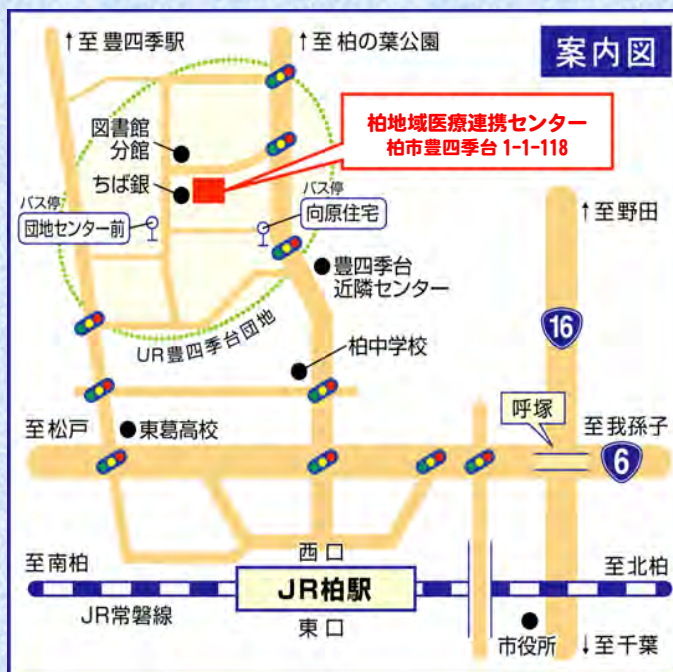 ↑至 豊四季駅
↑至 柏の葉公園
案内図
図書館
分館
柏地域医療連携センター
柏市豊四季台 1-1-118
ちば銀
バス停
団地センター前
バス停
向原住宅
↑至野田
豊四季台
近隣センター
UR豊四季台団地
16
柏中学校
呼塚
至松戸
東葛高校
至我孫子
6
西口
至南柏
JR柏駅
至北柏
JR常磐線
東口
市役所
↓至千葉